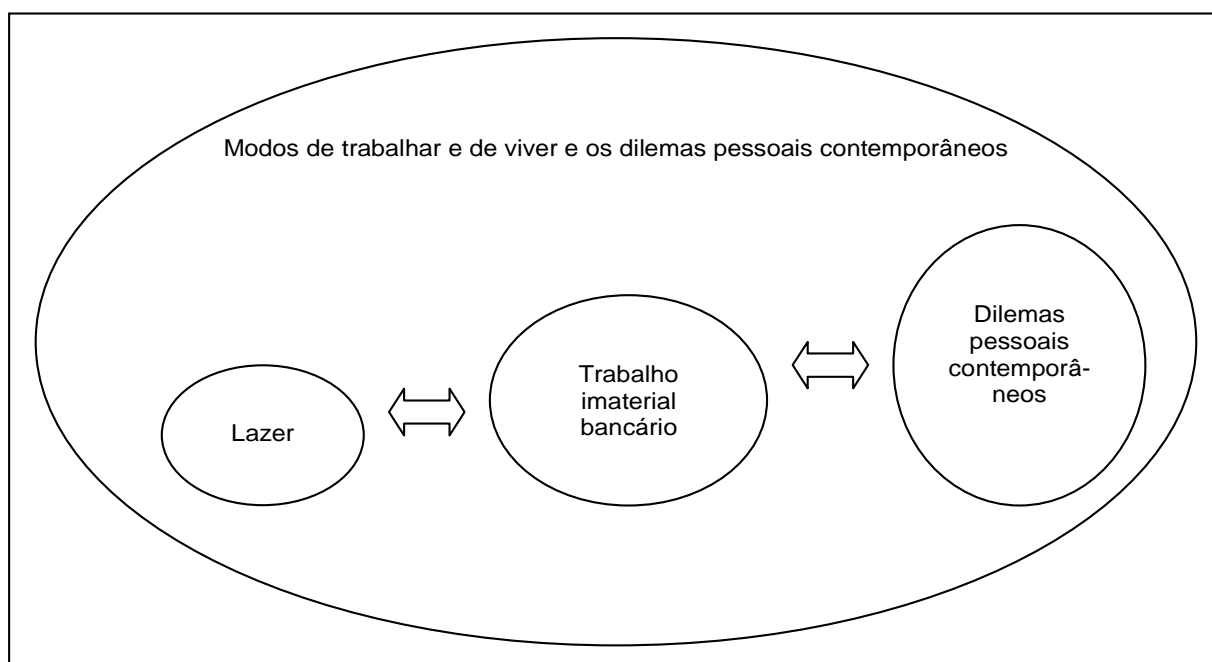 Modos de trabalhar e de viver e os dilemas pessoais contemporâneos
Lazer
Trabalho
imaterial
bancário
Dilemas
pessoais
contemporâ-
neos